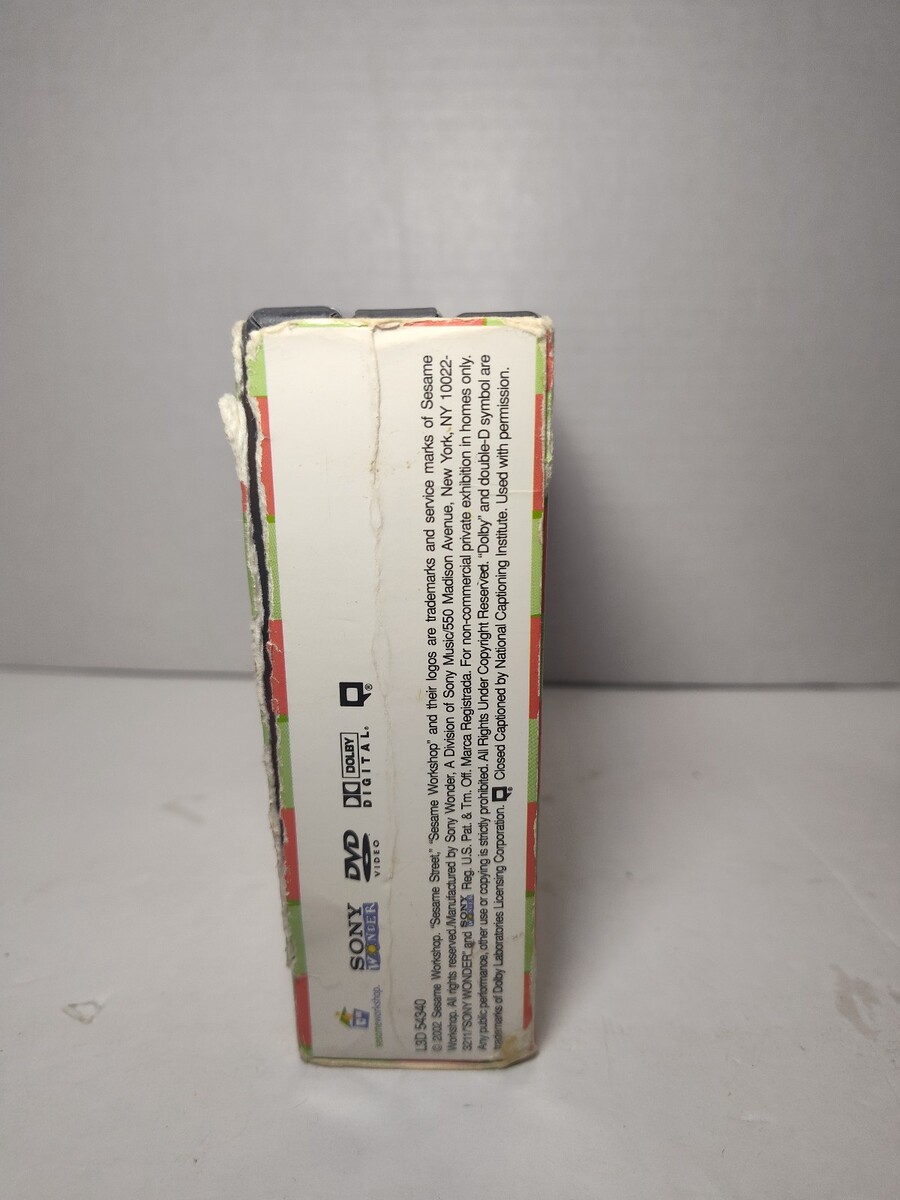 sesameworkshop.
SONY
WONDER
DVD
VIDEO
DOLBY
DIGITAL®
Q®
L3D 54340
© 2002 Sesame Workshop. "Sesame Street," "Sesame Workshop" and their logos are trademarks and service marks of Sesame
Workshop. All rights reserved./Manufactured by Sony Wonder, A Division of Sony Music/550 Madison Avenue, New York, NY 10022-
3211/"SONY WONDER" and SONY WONDER Reg. U.S. Pat. & Tm. Off. Marca Registrada. For non-commercial private exhibition in homes only.
Any public performance, other use or copying is strictly prohibited. All Rights Under Copyright Reserved. "Dolby" and double-D symbol are
trademarks of Dolby Laboratories Licensing Corporation. Q Closed Captioned by National Captioning Institute. Used with permission.